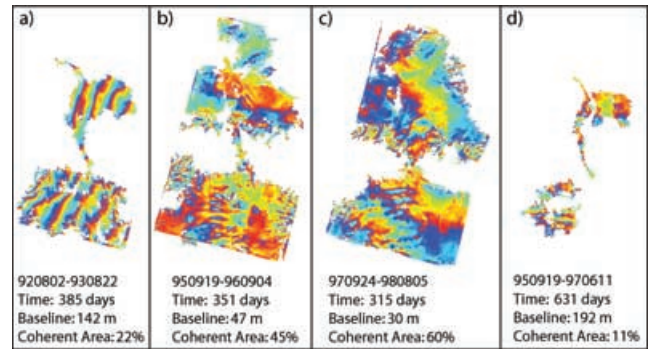 a)
920802-930822
Time: 385 days
Baseline: 142 m
Coherent Area: 22%
b)
950919-960904
Time: 351 days
Baseline: 47 m
Coherent Area: 45%
c)
970924-980805
Time: 315 days
Baseline: 30 m
Coherent Area: 60%
d)
950919-970611
Time: 631 days
Baseline: 192 m
Coherent Area: 11%